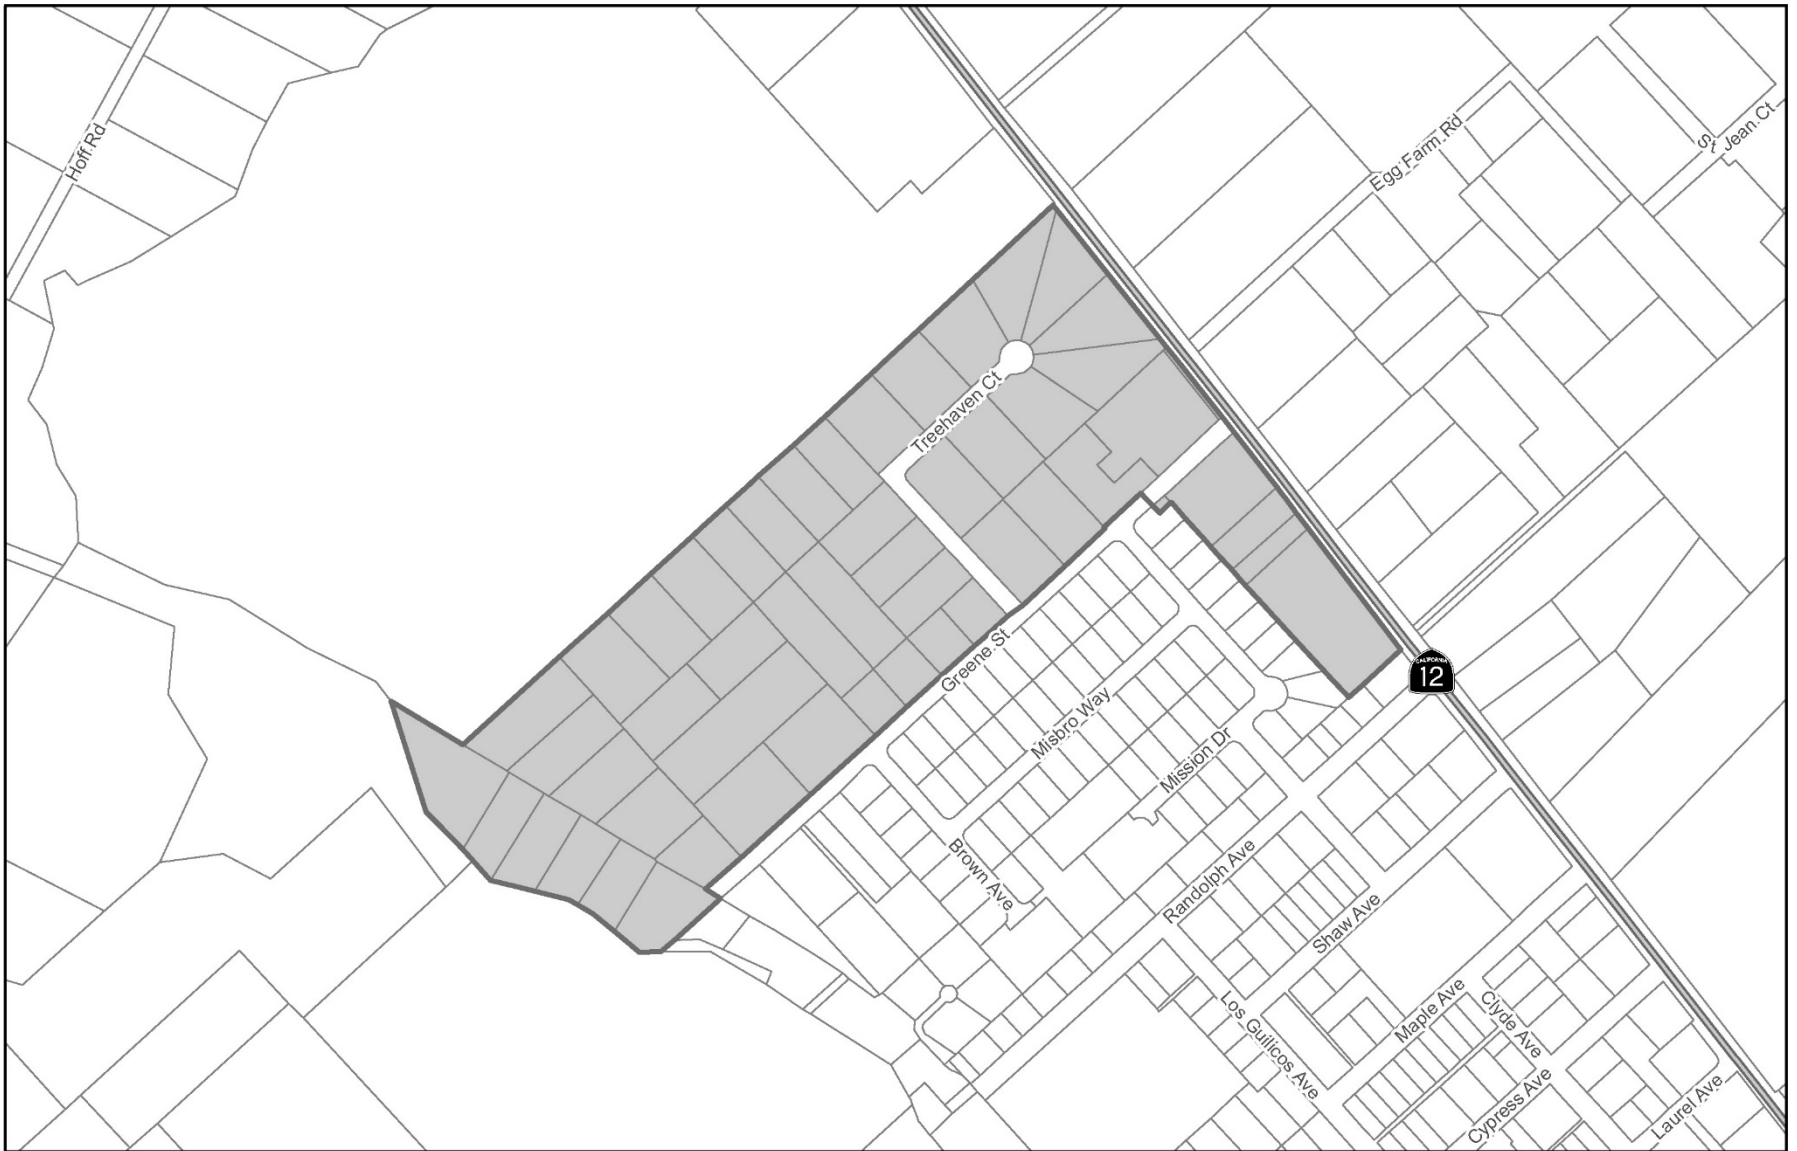 Hoff Rd
Egg Farm Rd
St Jean Ct
Treehaven Ct
Greene St
CALIFORNIA
12
Misbro Way
Mission Dr
Brown Ave
Randolph Ave
Shaw Ave
Los Guilicos Ave
Maple Ave
Clyde Ave
Cypress Ave
Laurel Ave